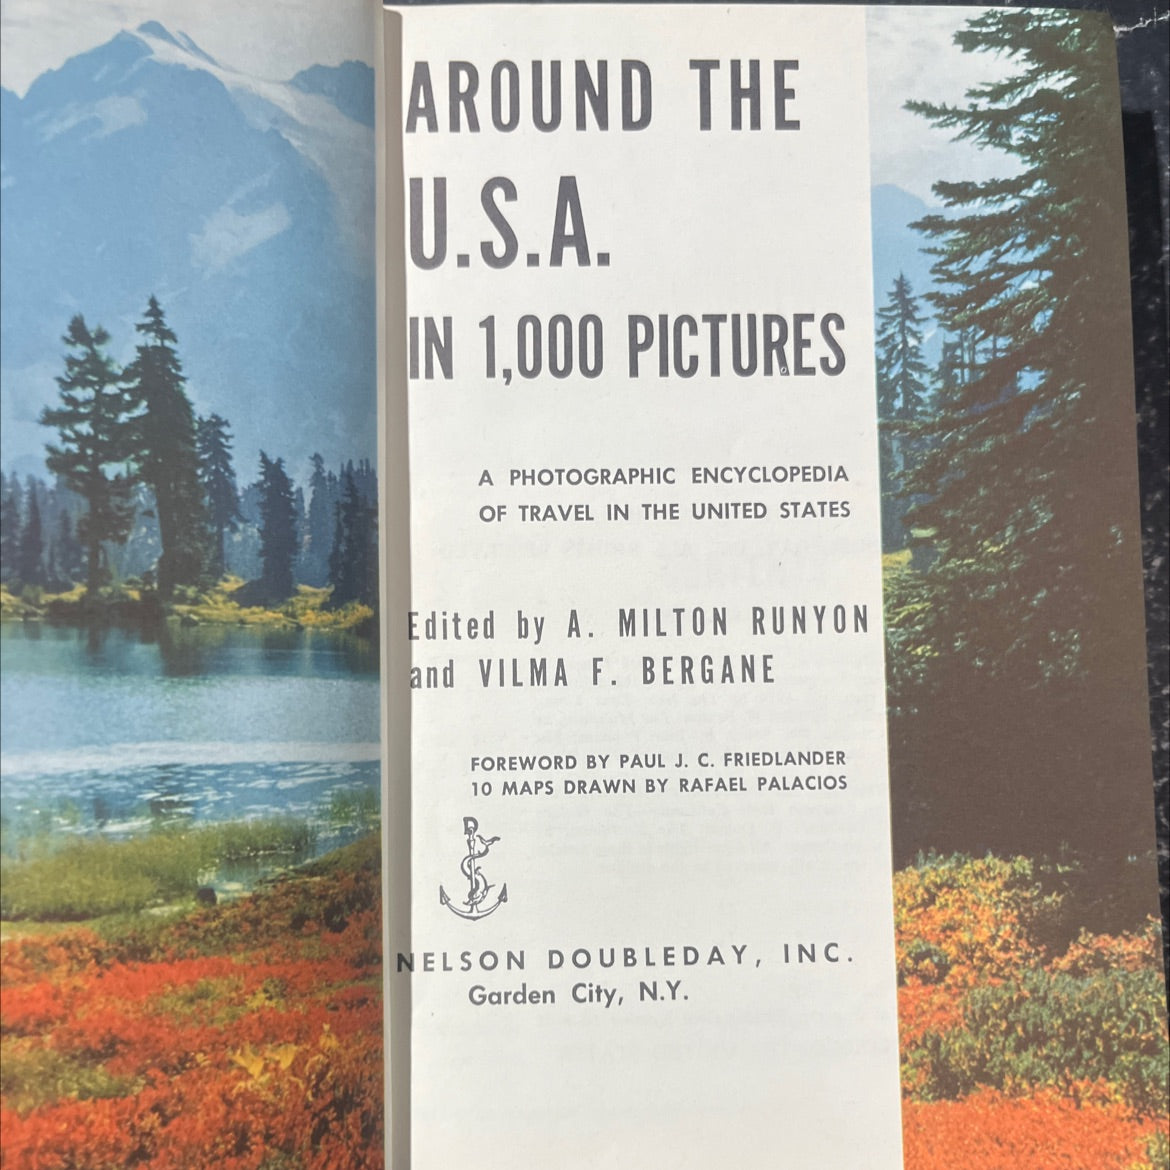 AROUND THE
U.S.A.
IN 1,000 PICTURES
A PHOTOGRAPHIC ENCYCLOPEDIA
OF TRAVEL IN THE UNITED STATES
Edited by A. MILTON RUNYON
and VILMA F. BERGANE
FOREWORD BY PAUL J. C. FRIEDLANDER
10 MAPS DRAWN BY RAFAEL PALACIOS
D
NELSON DOUBLEDAY, INC.
Garden City, N.Y.